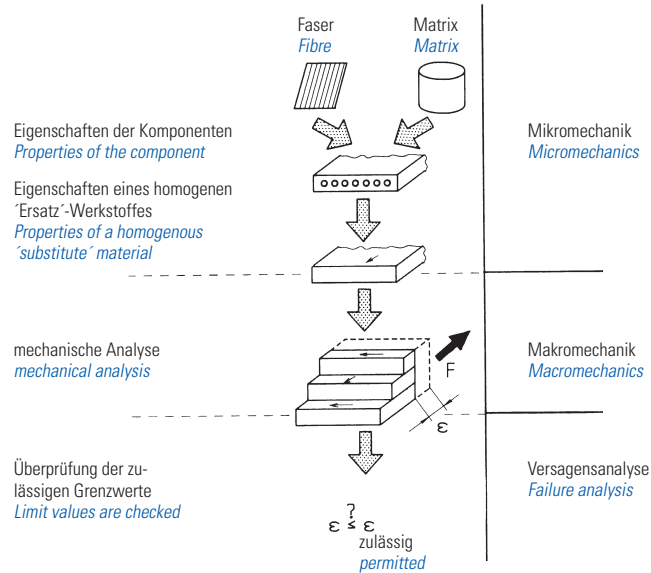 Faser
Fibre
Matrix
Matrix
Eigenschaften der Komponenten
Properties of the component
Mikromechanik
Micromechanics
Eigenschaften eines homogenen
´Ersatz´-Werkstoffes
Properties of a homogenous
´substitute´ material
mechanische Analyse
mechanical analysis
F
ε
Makromechanik
Macromechanics
Überprüfung der zu-
lässigen Grenzwerte
Limit values are checked
Versagensanalyse
Failure analysis
?
ε ≤ ε
zulässig
permitted